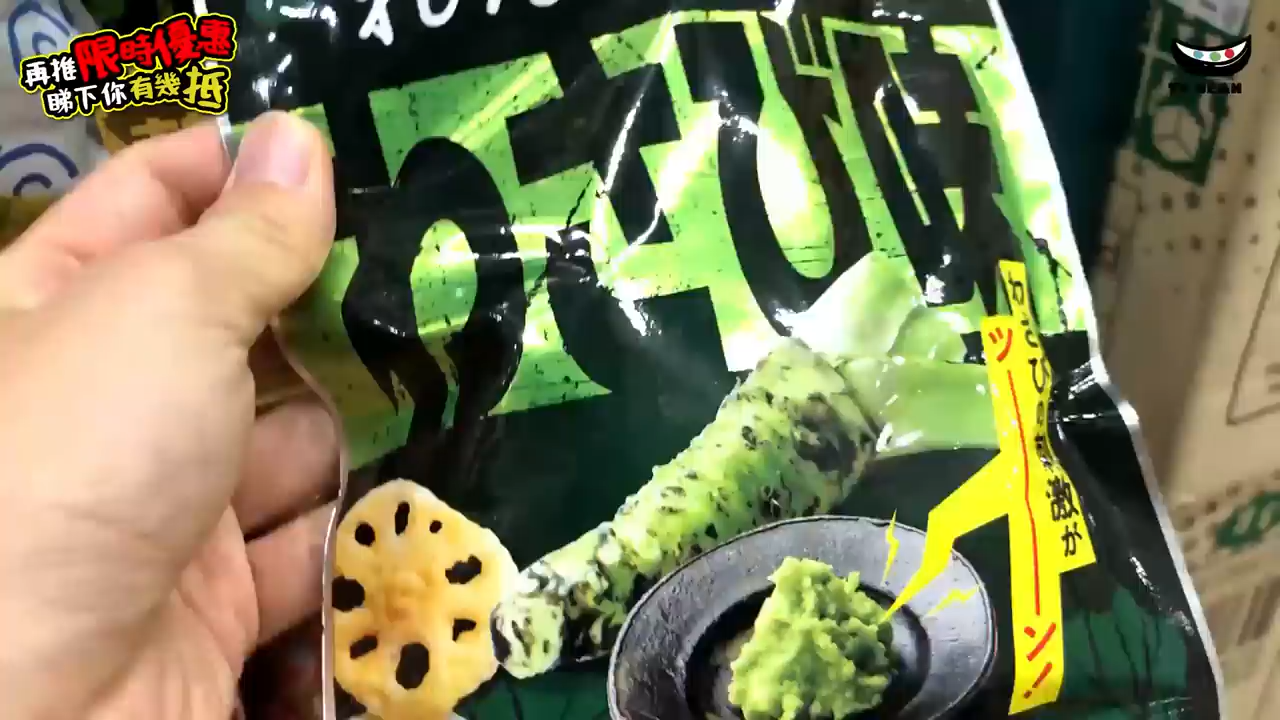 再推限時優惠
睇下你有幾抵
わさび味
わさびの刺激が
ツーン!